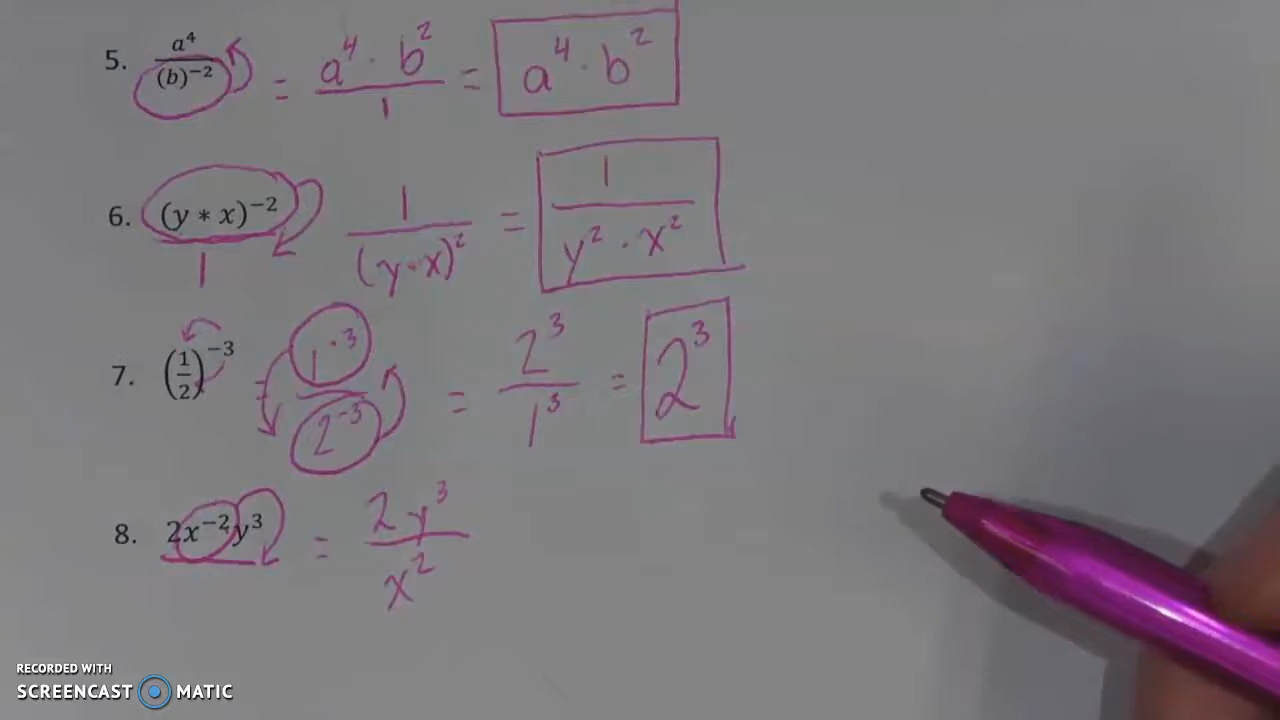 5. a⁴/(b)⁻² = a⁴ · b²/1 = a⁴ · b²
6. (y * x)⁻²/1 1/(y·x)² = 1/y² · x²
7. (1/2)⁻³ = 1⁻³/2⁻³ = 2³/1³ = 2³
8. 2x⁻²y³ = 2y³/x²
RECORDED WITH
SCREENCAST MATIC